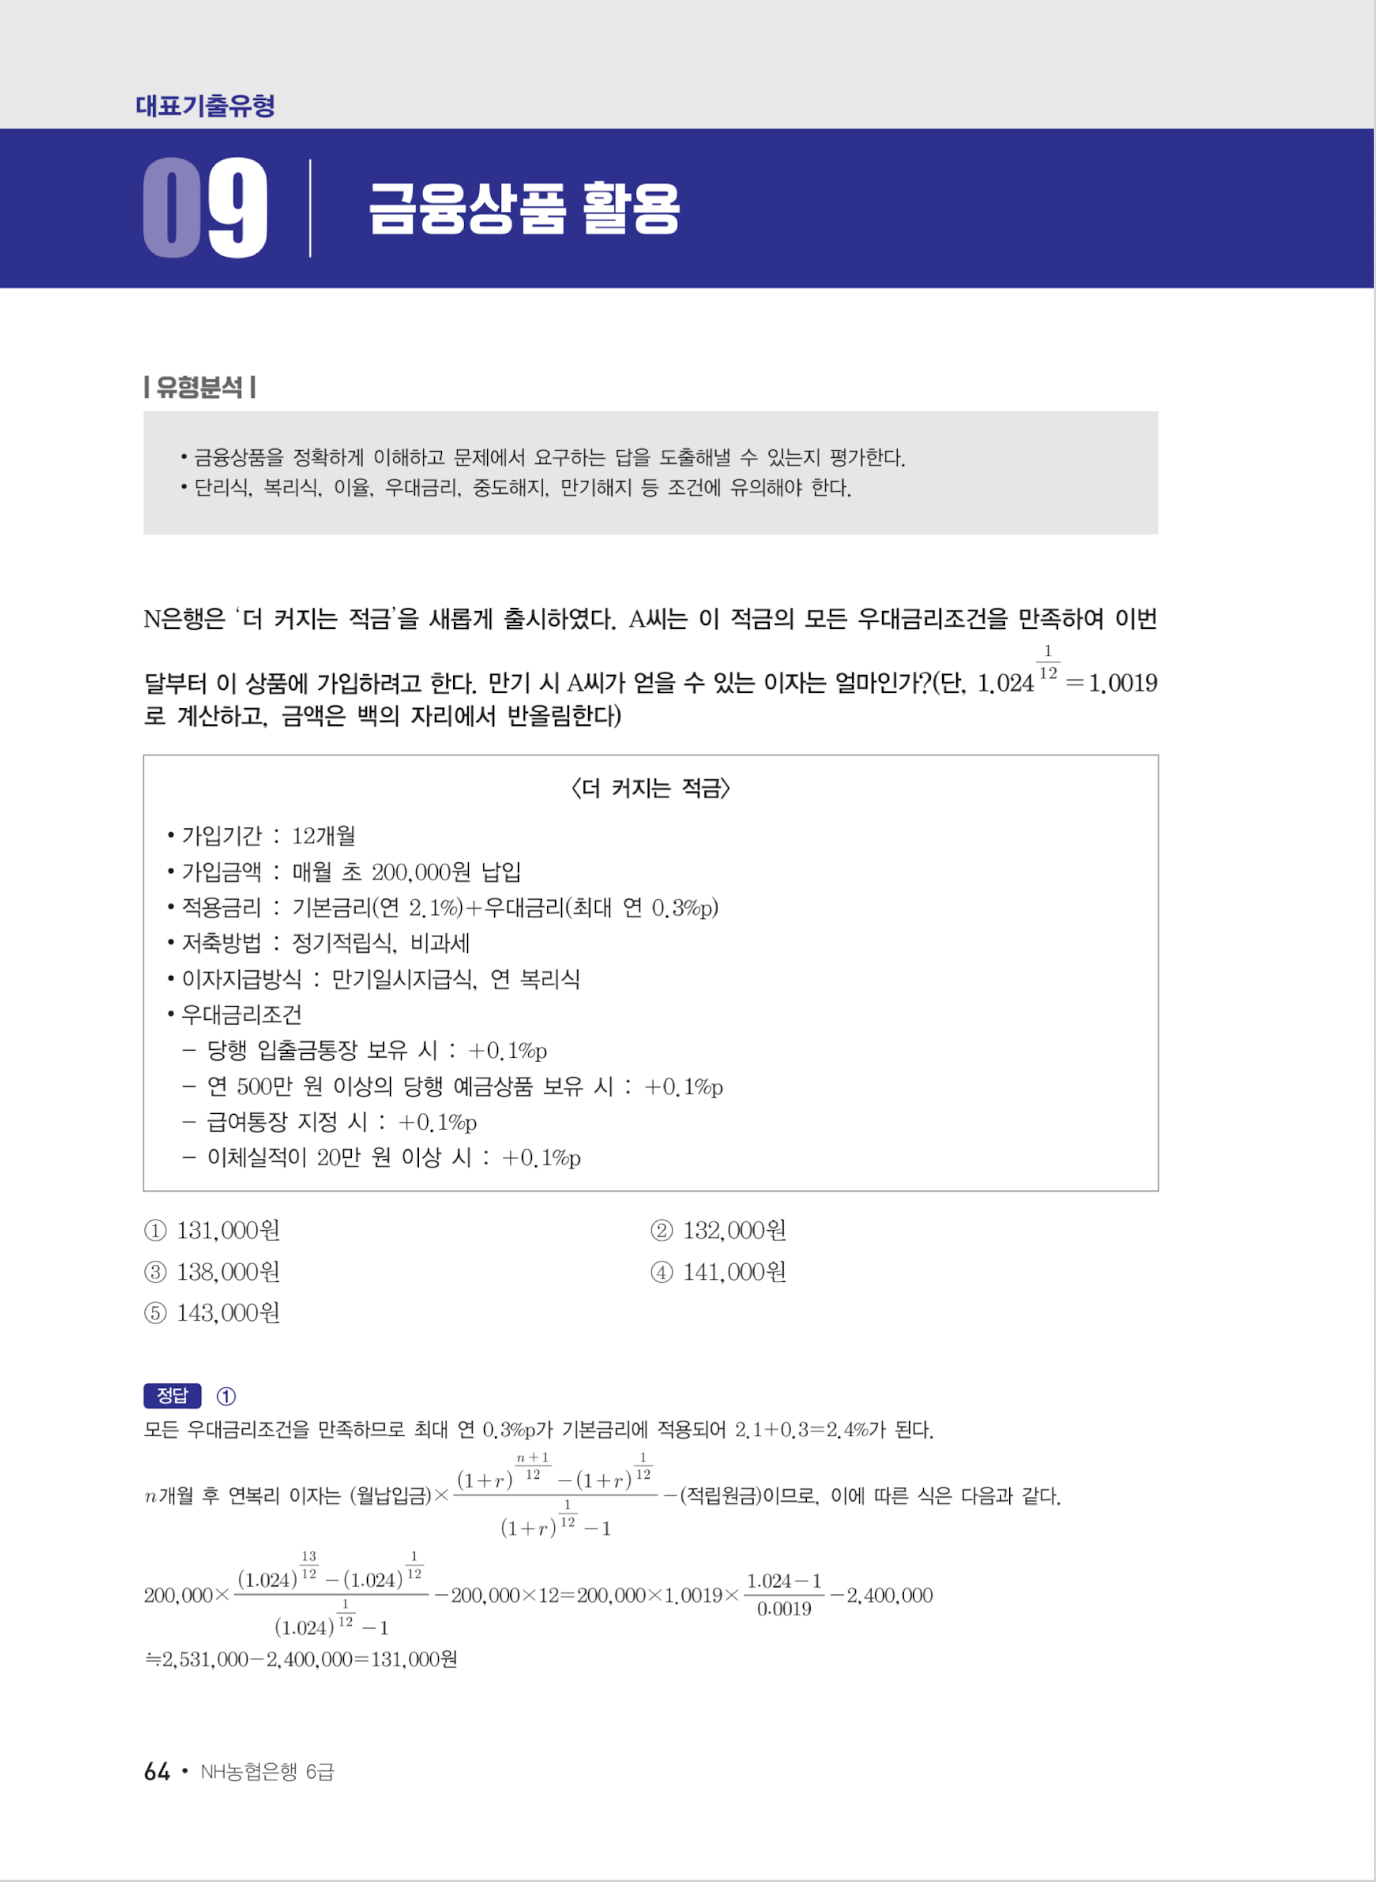 대표기출유형
09 금융상품 활용
| 유형분석 |
• 금융상품을 정확하게 이해하고 문제에서 요구하는 답을 도출해낼 수 있는지 평가한다.
• 단리식, 복리식, 이율, 우대금리, 중도해지, 만기해지 등 조건에 유의해야 한다.
N은행은 ‘더 커지는 적금’을 새롭게 출시하였다. A씨는 이 적금의 모든 우대금리조건을 만족하여 이번
달부터 이 상품에 가입하려고 한다. 만기 시 A씨가 얻을 수 있는 이자는 얼마인가?(단, 1.024^(1/12)=1.0019
로 계산하고, 금액은 백의 자리에서 반올림한다)
〈더 커지는 적금〉
• 가입기간 : 12개월
• 가입금액 : 매월 초 200,000원 납입
• 적용금리 : 기본금리(연 2.1%)+우대금리(최대 연 0.3%p)
• 저축방법 : 정기적립식, 비과세
• 이자지급방식 : 만기일시지급식, 연 복리식
• 우대금리조건
– 당행 입출금통장 보유 시 : +0.1%p
– 연 500만 원 이상의 당행 예금상품 보유 시 : +0.1%p
– 급여통장 지정 시 : +0.1%p
– 이체실적이 20만 원 이상 시 : +0.1%p
① 131,000원 ② 132,000원
③ 138,000원 ④ 141,000원
⑤ 143,000원
정답 ①
모든 우대금리조건을 만족하므로 최대 연 0.3%p가 기본금리에 적용되어 2.1+0.3=2.4%가 된다.
n개월 후 연복리 이자는 (월납입금)×((1+r)^((n+1)/12)−(1+r)^(1/12))/((1+r)^(1/12)−1)−(적립원금)이므로, 이에 따른 식은 다음과 같다.
200,000×((1.024)^(13/12)−(1.024)^(1/12))/((1.024)^(1/12)−1)−200,000×12=200,000×1.0019×(1.024−1)/0.0019−2,400,000
≒2,531,000−2,400,000=131,000원
64 • NH농협은행 6급